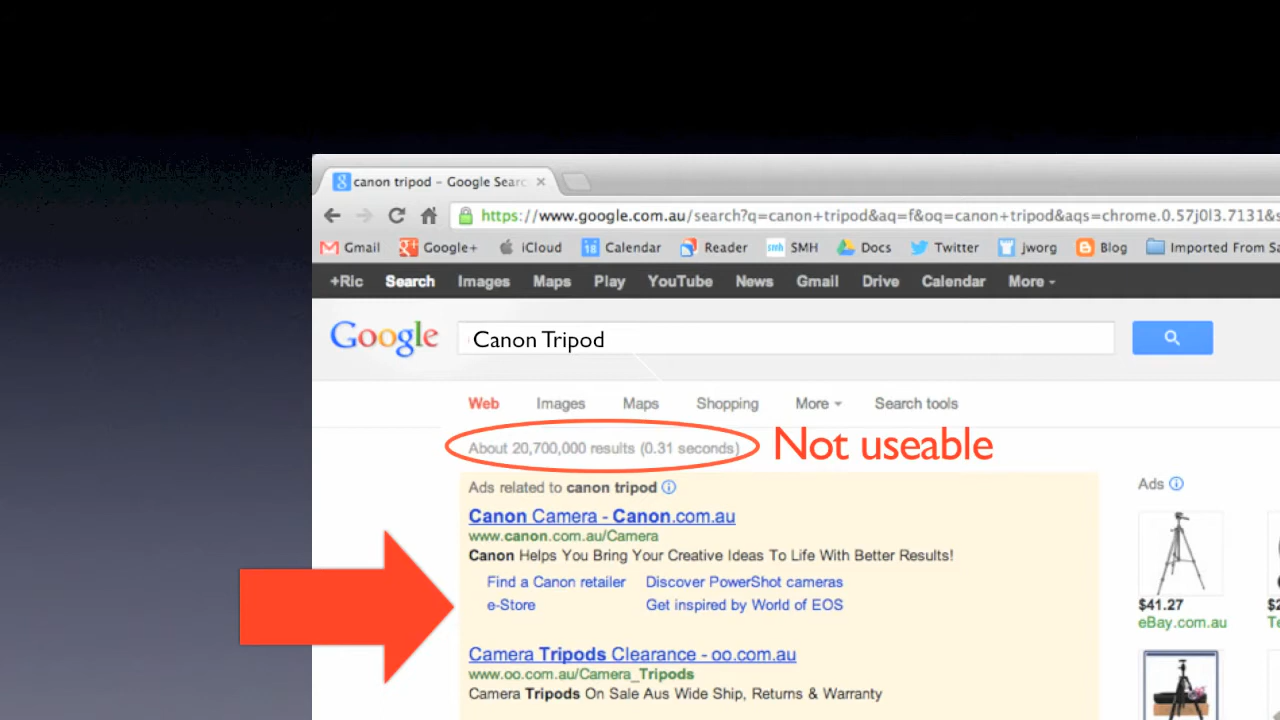 canon tripod – Google Searc
https://www.google.com.au/search?q=canon+tripod&aq=f&oq=canon+tripod&aqs=chrome.0.57j0l3.7131&s
Gmail Google+ iCloud 18 Calendar Reader smh SMH Docs Twitter Jworg Blog Imported From Sa
+Ric Search Images Maps Play YouTube News Gmail Drive Calendar More
Google Canon Tripod
Web Images Maps Shopping More Search tools
About 20,700,000 results (0.31 seconds) Not useable
Ads related to canon tripod
Canon Camera - Canon.com.au
www.canon.com.au/Camera
Canon Helps You Bring Your Creative Ideas To Life With Better Results!
Find a Canon retailer Discover PowerShot cameras
e-Store Get inspired by World of EOS
Camera Tripods Clearance - oo.com.au
www.oo.com.au/Camera_Tripods
Camera Tripods On Sale Aus Wide Ship, Returns & Warranty
Ads
$41.27
eBay.com.au